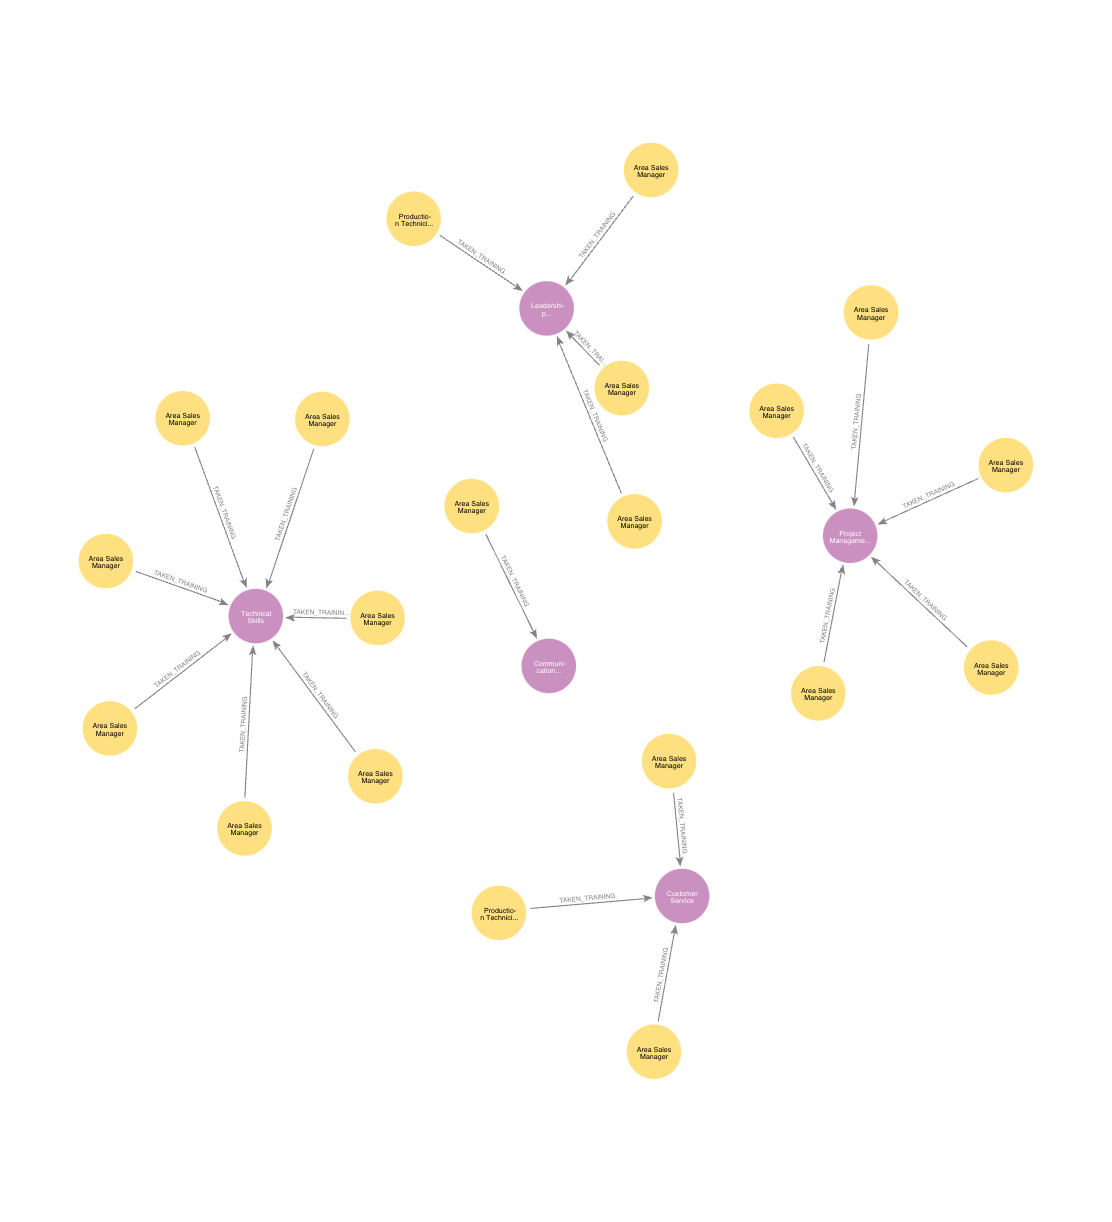 Area Sales
Manager
Productio-
n Technici...
TAKEN_TRAINING
TAKEN_TRAINING
Leadershi-
p...
TAKEN_TRAI...
Area Sales
Manager
TAKEN_TRAINING
Area Sales
Manager
Area Sales
Manager
Area Sales
Manager
TAKEN_TRAINING
TAKEN_TRAINING
Area Sales
Manager
TAKEN_TRAINING
Project
Manageme...
TAKEN_TRAINING
TAKEN_TRAINING
Area Sales
Manager
Area Sales
Manager
Area Sales
Manager
Area Sales
Manager
TAKEN_TRAINING
TAKEN_TRAINING
Area Sales
Manager
TAKEN_TRAINING
Technical
Skills
TAKEN_TRAININ...
Area Sales
Manager
TAKEN_TRAINING
Area Sales
Manager
TAKEN_TRAINING
TAKEN_TRAINING
Area Sales
Manager
Area Sales
Manager
Area Sales
Manager
TAKEN_TRAINING
Communi-
cation...
Area Sales
Manager
TAKEN_TRAINING
Productio-
n Technici...
TAKEN_TRAINING
Customer
Service
TAKEN_TRAINING
Area Sales
Manager